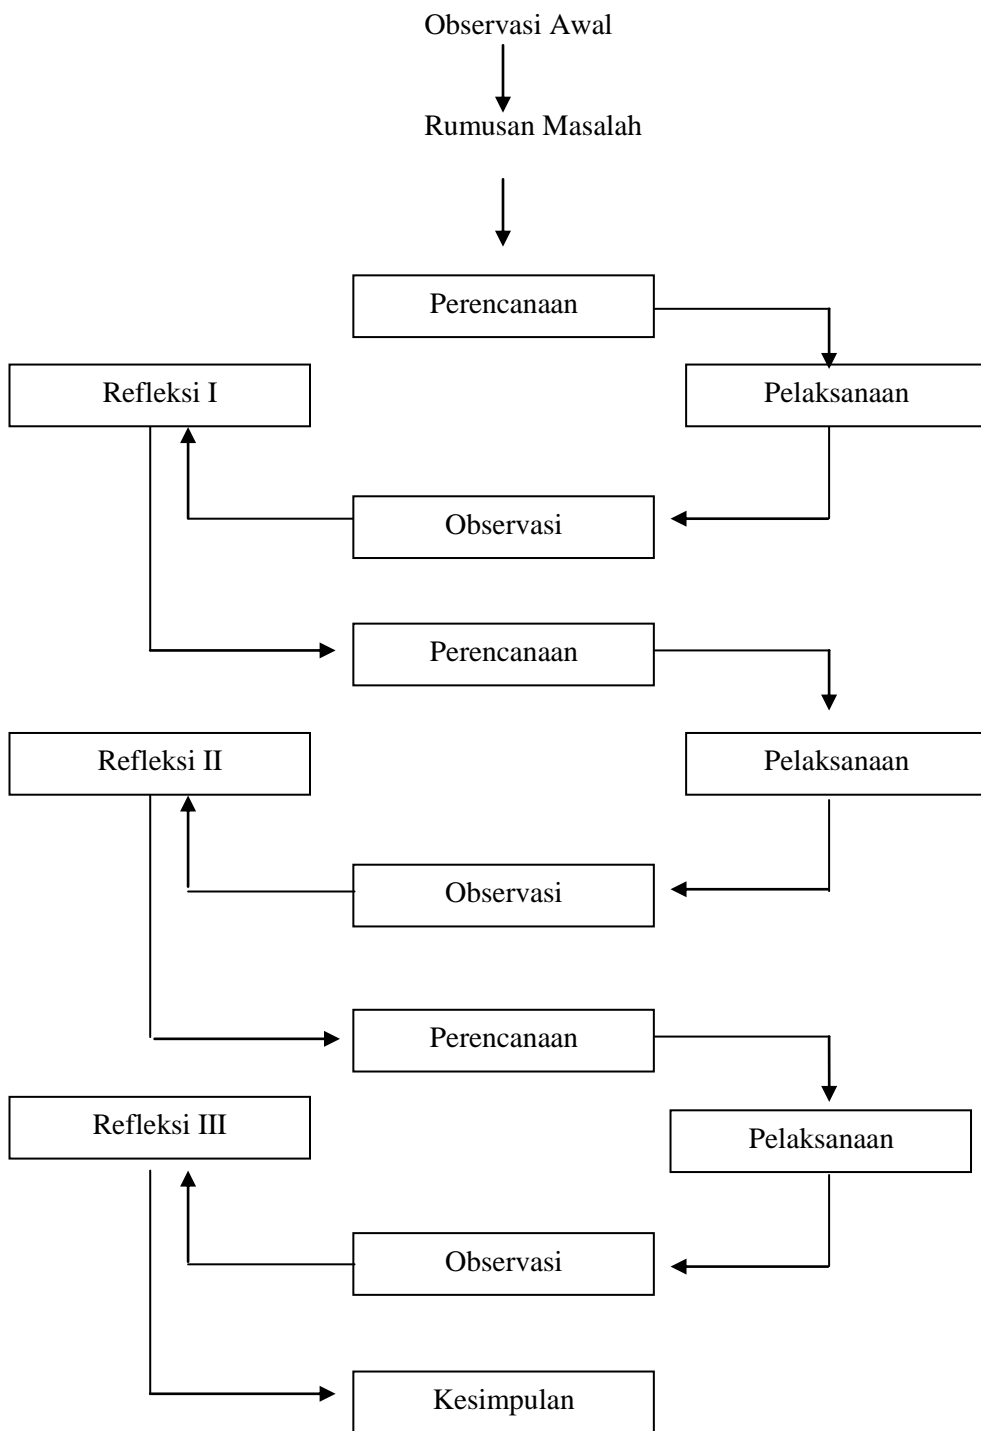 Observasi Awal
Rumusan Masalah
Perencanaan
Refleksi I
Pelaksanaan
Observasi
Perencanaan
Refleksi II
Pelaksanaan
Observasi
Perencanaan
Refleksi III
Pelaksanaan
Observasi
Kesimpulan